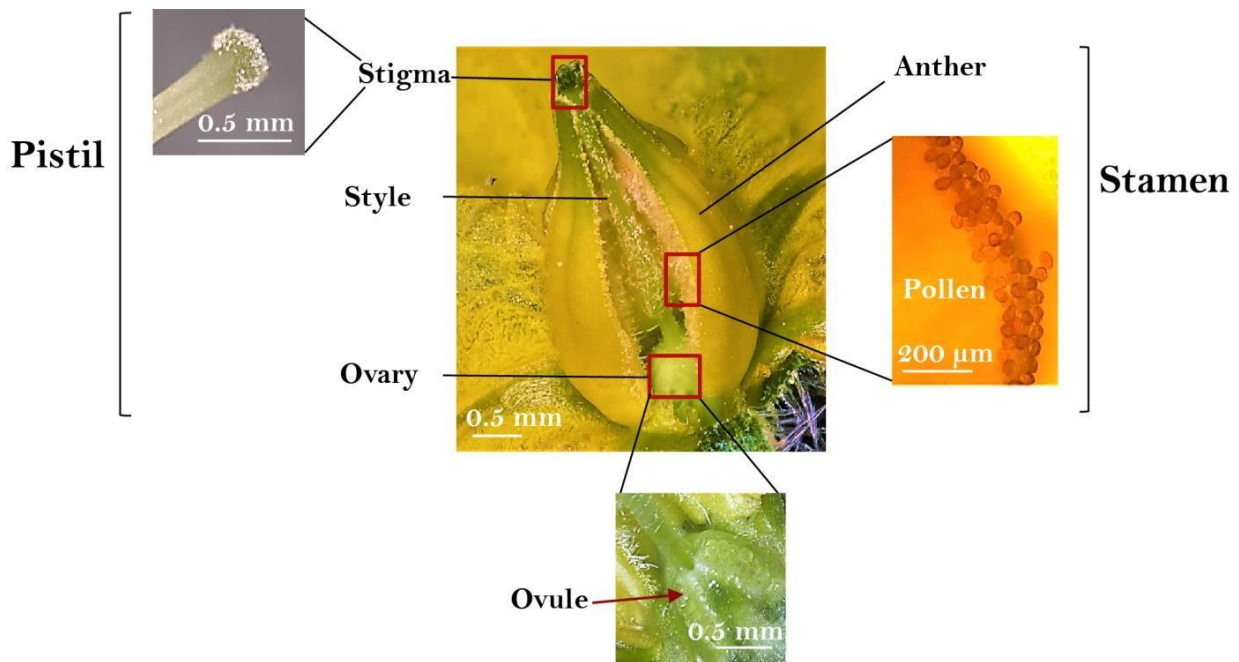 Pistil
0.5 mm
Stigma
Style
Ovary
0.5 mm
Anther
Pollen
200 µm
Stamen
Ovule
0.5 mm